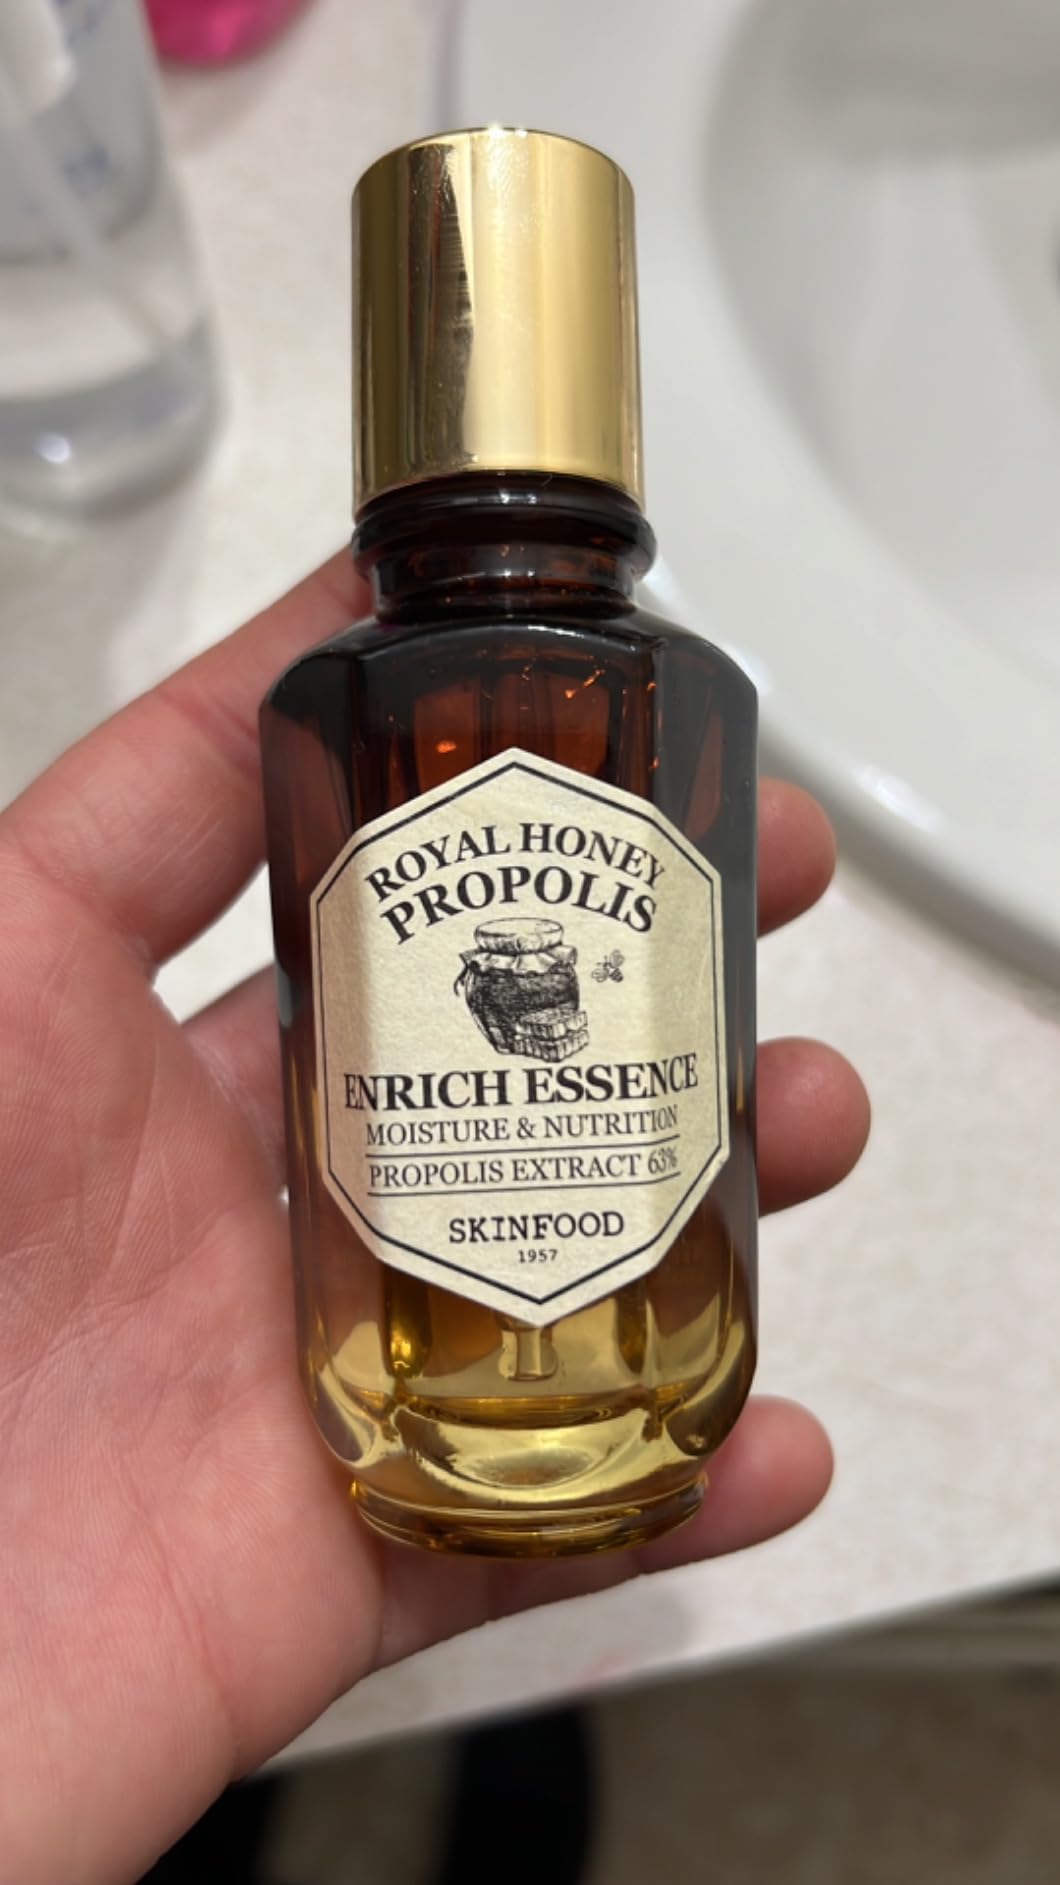 ROYAL HONEY
PROPOLIS
ENRICH ESSENCE
MOISTURE & NUTRITION
PROPOLIS EXTRACT 63%
SKINFOOD
1957